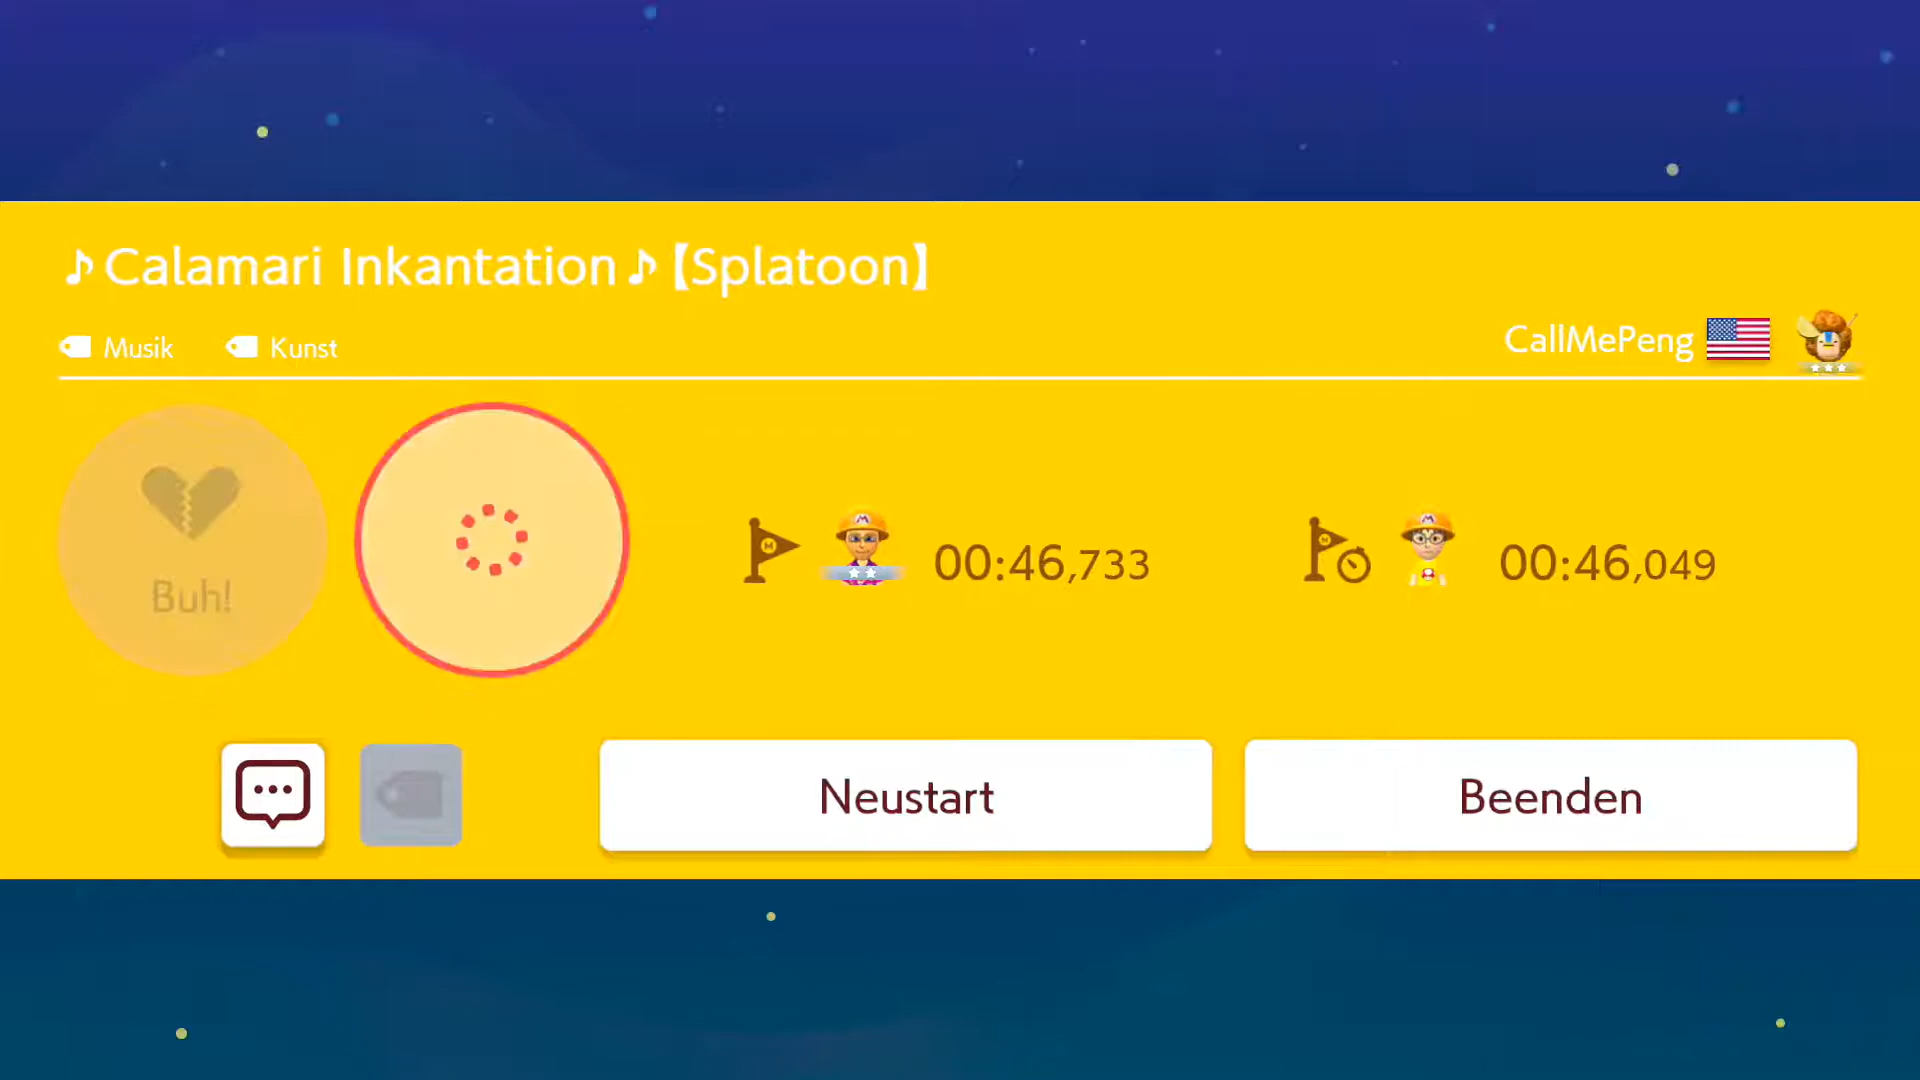 ♪Calamari Inkantation♪【Splatoon】
Musik Kunst
CallMePeng
Buh!
00:46,733
00:46,049
Neustart
Beenden